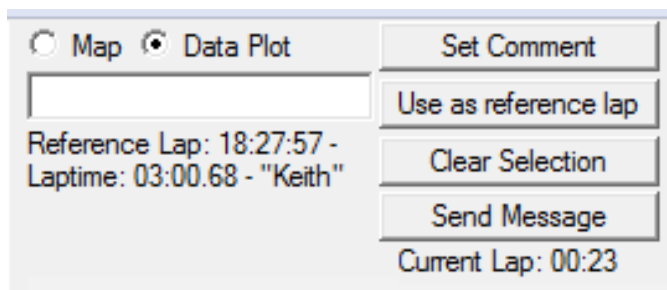 Map Data Plot
Set Comment
Use as reference lap
Reference Lap: 18:27:57 -
Laptime: 03:00.68 - "Keith"
Clear Selection
Send Message
Current Lap: 00:23